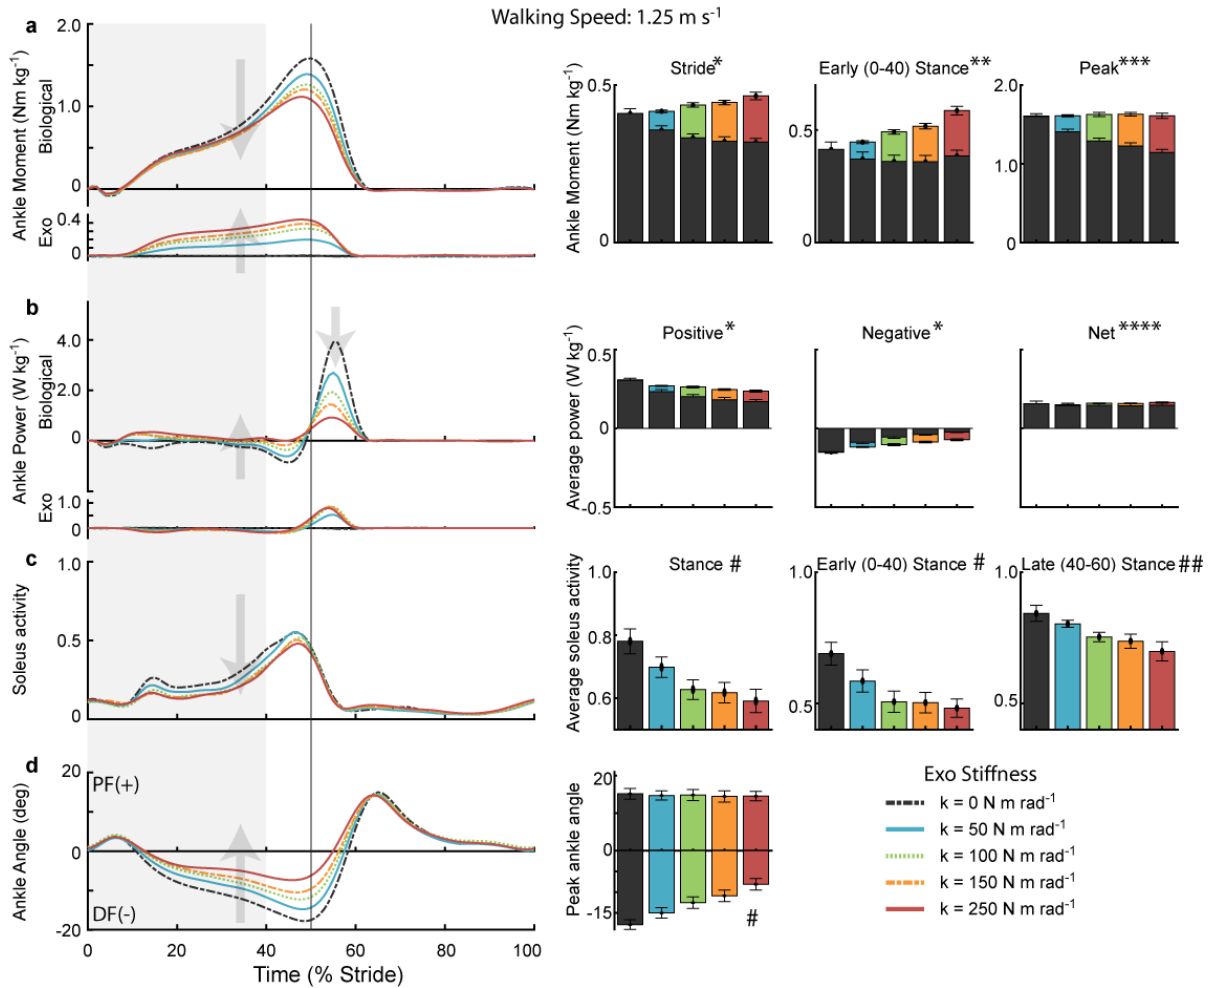 Walking Speed: 1.25 m s-1
a
Ankle Moment (Nm kg-1)
Biological
2.0
1.0
0
Exo
0.4
0
Stride*
Ankle Moment (Nm kg-1)
0.5
0
Early (0-40) Stance**
0.5
0
Peak***
2.0
1.0
0
b
Ankle Power (W kg-1)
Biological
4.0
2.0
0
Exo
1.0
0
Positive*
Average power (W kg-1)
0.5
0
-0.5
Negative*
Net****
c
Soleus activity
1.0
0.5
0
Stance #
Average soleus activity
1.0
0.8
0.6
Early (0-40) Stance #
1.0
0.5
Late (40-60) Stance ##
1.0
0.5
d
Ankle Angle (deg)
20
0
-20
PF(+)
DF(-)
0 20 40 60 80 100
Time (% Stride)
Peak ankle angle
20
0
-15
#
Exo Stiffness
k = 0 N m rad-1
k = 50 N m rad-1
k = 100 N m rad-1
k = 150 N m rad-1
k = 250 N m rad-1